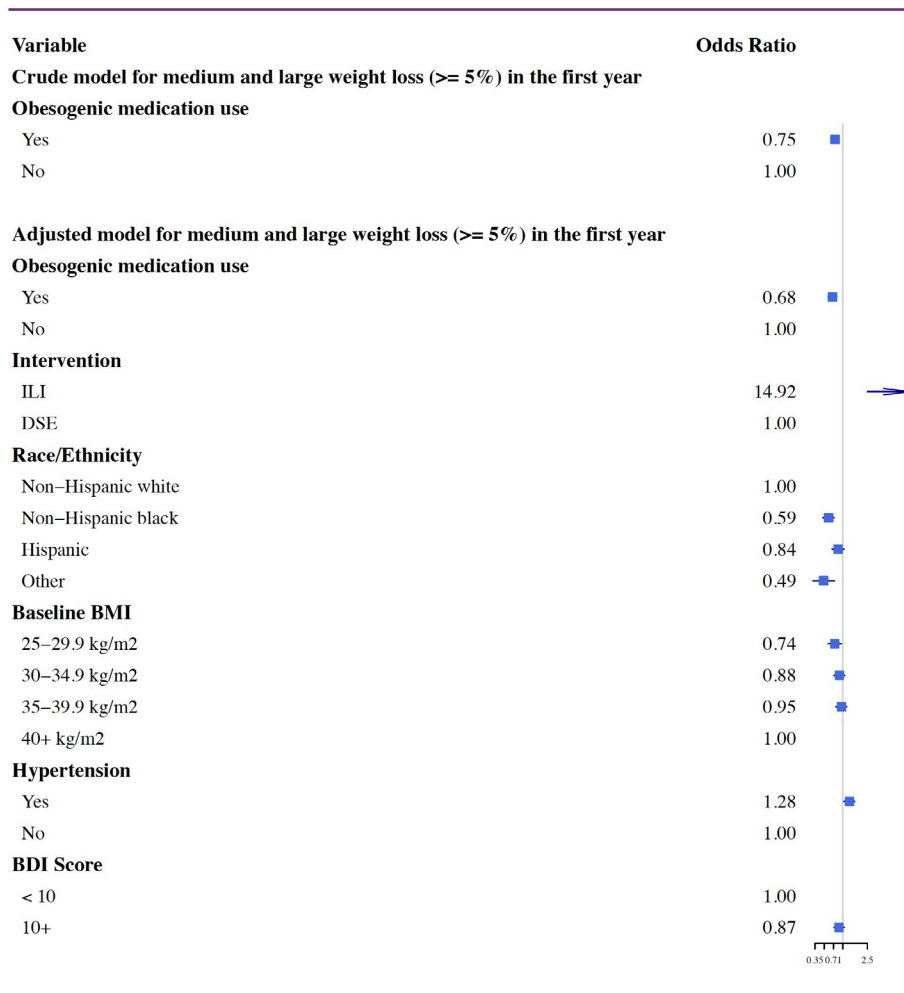 Variable Odds Ratio
Crude model for medium and large weight loss (>= 5%) in the first year
Obesogenic medication use
Yes 0.75
No 1.00
Adjusted model for medium and large weight loss (>= 5%) in the first year
Obesogenic medication use
Yes 0.68
No 1.00
Intervention
ILI 14.92
DSE 1.00
Race/Ethnicity
Non−Hispanic white 1.00
Non−Hispanic black 0.59
Hispanic 0.84
Other 0.49
Baseline BMI
25−29.9 kg/m2 0.74
30−34.9 kg/m2 0.88
35−39.9 kg/m2 0.95
40+ kg/m2 1.00
Hypertension
Yes 1.28
No 1.00
BDI Score
< 10 1.00
10+ 0.87
0.35 0.71 2.5